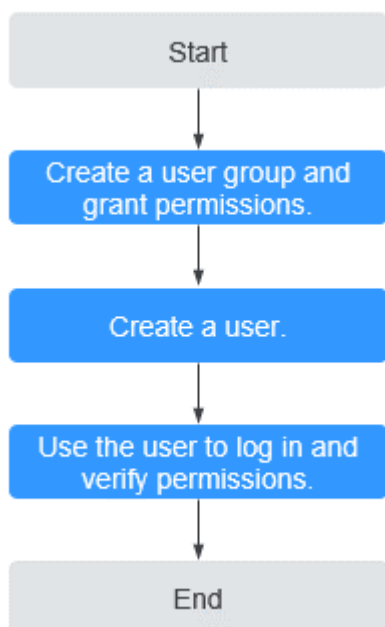 Start
Create a user group and
grant permissions.
Create a user.
Use the user to log in and
verify permissions.
End